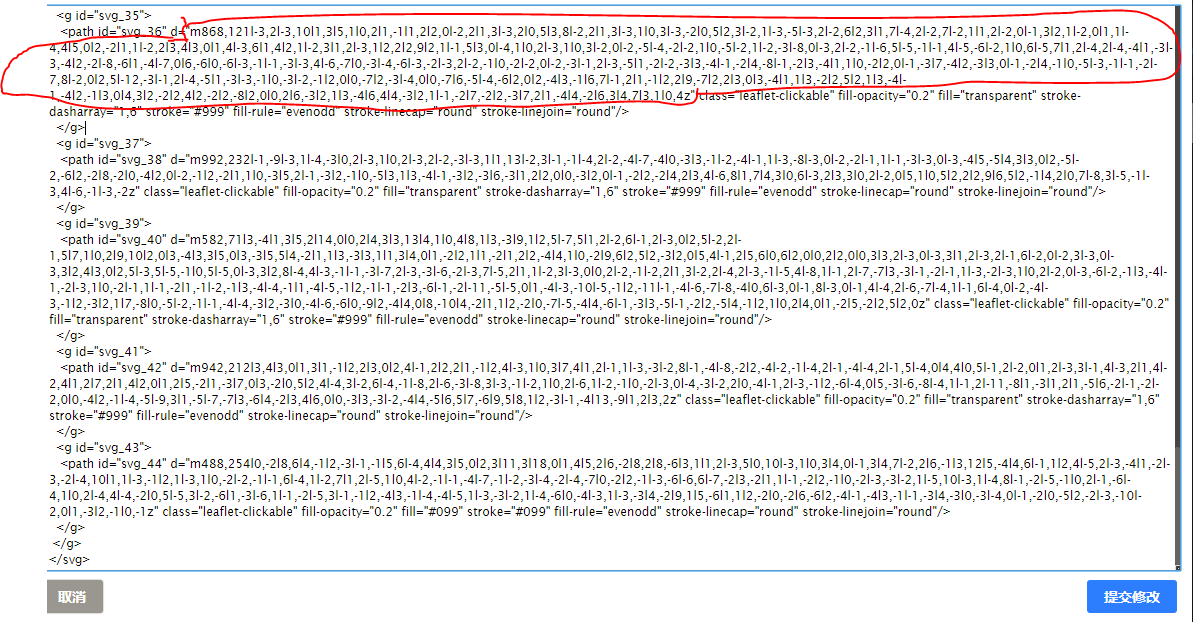 <g id="svg_35">
<path id="svg_36" d="m868,121l-3,2l-3,10l1,3l5,1l0,2l1,-1l1,2l2,0l-2,2l1,3l-3,2l0,5l3,8l-2,2l1,3l-3,1l0,3l-3,-2l0,5l2,3l-2,1l-3,-5l-3,2l-2,6l2,3l1,7l-4,2l-2,7l-2,1l1,2l-2,0l-1,3l2,1l-2,0l1,1l-
4,4l5,0l2,-2l1,1l-2,2l3,4l3,0l1,4l-3,6l1,4l2,1l-2,3l1,2l-3,1l2,2l2,9l2,1l-1,5l3,0l-4,1l0,2l-3,1l0,3l-2,0l-2,-5l-4,-2l-2,1l0,-5l-2,1l-2,-3l-8,0l-3,2l-2,-1l-6,5l-5,-1l-1,4l-5,-6l-2,1l0,6l-5,7l1,2l-4,2l-4,-4l1,-3l-
3,-4l2,-2l-8,-6l1,-4l-7,0l6,-6l0,-6l-3,-1l-1,-3l-3,4l-6,-7l0,-3l-4,-6l-3,-2l-3,2l-2,-1l0,-2l-2,0l-2,-3l-1,2l-3,-5l1,-2l-2,-3l3,-4l-1,-2l4,-8l-1,-2l3,-4l1,1l0,-2l2,0l-1,-3l7,-4l2,-3l3,0l-1,-2l4,-1l0,-5l-3,-1l-1,-2l-
7,8l-2,0l2,5l-12,-3l-1,2l-4,-5l1,-3l-3,-1l0,-3l-2,-1l2,0l0,-7l2,-3l-4,0l0,-7l6,-5l-4,-6l2,0l2,-4l3,-1l6,7l-1,2l1,-1l2,2l9,-7l2,2l3,0l3,-4l1,1l3,-2l2,5l2,1l3,-4l-
1,-4l2,-1l3,0l4,3l2,-2l2,4l2,-2l2,-8l2,0l0,2l6,-3l2,1l3,-4l6,4l4,-3l2,1l-1,-2l7,-2l2,-3l7,2l1,-4l4,-2l6,3l4,7l3,1l0,4z" class="leaflet-clickable" fill-opacity="0.2" fill="transparent" stroke-
dasharray="1,6" stroke="#999" fill-rule="evenodd" stroke-linecap="round" stroke-linejoin="round"/>
</g>
<g id="svg_37">
<path id="svg_38" d="m992,232l-1,-9l-3,1l-4,-3l0,2l-3,1l0,2l-3,2l-2,-3l-3,1l1,13l-2,3l-1,-1l-4,2l-2,-4l-7,-4l0,-3l3,-1l-2,-4l-1,1l-3,-8l-3,0l-2,-2l-1,1l-1,-3l-3,0l-3,-4l5,-5l4,3l3,0l2,-5l-
2,-6l2,-2l8,-2l0,-4l2,0l-2,-1l2,-2l1,1l0,-3l5,2l-1,-3l2,-1l0,-5l3,1l3,-4l-1,-3l2,-3l6,-3l1,2l2,0l0,-3l2,0l-1,-2l2,-2l4,2l3,4l-6,8l1,7l4,3l0,6l-3,2l3,3l0,2l-2,0l5,1l0,5l2,2l2,9l6,5l2,-1l4,2l0,7l-8,3l-5,-1l-
3,4l-6,-1l-3,-2z" class="leaflet-clickable" fill-opacity="0.2" fill="transparent" stroke-dasharray="1,6" stroke="#999" fill-rule="evenodd" stroke-linecap="round" stroke-linejoin="round"/>
</g>
<g id="svg_39">
<path id="svg_40" d="m582,71l3,-4l1,3l5,2l14,0l0,2l4,3l3,13l4,1l0,4l8,1l3,-3l9,1l2,5l-7,5l1,2l-2,6l-1,2l-3,0l2,5l-2,2l-
1,5l7,1l0,2l9,10l2,0l3,-4l3,3l5,0l3,-3l5,5l4,-2l1,1l3,-3l3,1l1,3l4,0l1,-2l2,1l1,-2l1,2l2,-4l4,1l0,-2l9,6l2,5l2,-3l2,0l5,4l-1,2l5,6l0,6l2,0l0,2l2,0l0,3l3,2l-3,0l-3,3l1,2l-3,2l-1,6l-2,0l-2,3l-3,0l-
3,3l2,4l3,0l2,5l-3,5l-5,-1l0,5l-5,0l-3,3l2,8l-4,4l-3,-1l-1,-3l-7,2l-3,-3l-6,-2l-3,7l-5,2l1,1l-2,3l-3,0l0,2l-2,-1l-2,2l1,3l-2,2l-2,4l-2,3l-1,-5l-4,8l-1,1l-2,1l-7,-7l3,-3l-1,-2l-1,1l-3,-2l-3,1l0,2l-2,0l-3,-6l-2,-1l3,-4l-
1,-2l-3,1l0,-2l-1,1l-1,-2l1,-1l-2,-1l3,-4l-4,-1l1,-4l-5,-1l2,-1l-1,-2l3,-6l-1,-2l-11,-5l-5,0l1,-4l-3,-10l-5,-1l2,-11l-1,-4l-6,-7l-8,-4l0,6l-3,0l-1,8l-3,0l-1,4l-4,2l-6,-7l-4,1l-1,6l-4,0l-2,-4l-
3,-1l2,-3l2,1l7,-8l0,-5l-2,-1l-1,-4l-4,-3l2,-3l0,-4l-6,-6l0,-9l2,-4l4,0l8,-10l4,-2l1,1l2,-2l0,-7l-5,-4l4,-6l-1,-3l3,-5l-1,-2l2,-5l4,-1l2,1l0,2l4,0l1,-2l5,-2l2,5l2,0z" class="leaflet-clickable" fill-opacity="0.2"
fill="transparent" stroke-dasharray="1,6" stroke="#999" fill-rule="evenodd" stroke-linecap="round" stroke-linejoin="round"/>
</g>
<g id="svg_41">
<path id="svg_42" d="m942,212l3,4l3,0l1,3l1,-1l2,2l3,0l2,4l-1,2l2,2l1,-1l2,4l-3,1l0,3l7,4l1,2l-1,1l-3,-3l-2,8l-1,-4l-8,-2l2,-4l-2,-1l-4,2l-1,-4l-4,2l-1,5l-4,0l4,4l0,5l-1,2l-2,0l1,2l-3,3l-1,4l-3,2l1,4l-
2,4l1,2l7,2l1,4l2,0l1,2l5,-2l1,-3l7,0l3,-2l0,5l2,4l-4,3l-2,6l-4,-1l-8,2l-6,-3l-8,3l-3,-1l-2,1l0,2l-6,1l-2,-1l0,-2l-3,0l-4,-3l-2,2l0,-4l-1,2l-3,-1l2,-6l-4,0l5,-3l-6,-8l-4,1l-1,2l-11,-8l1,-3l1,2l1,-5l6,-2l-1,-2l-
2,0l0,-4l2,-1l-4,-5l-9,3l1,-5l-7,-7l3,-6l4,-2l3,4l6,0l0,-3l3,-3l-2,-4l4,-5l6,5l7,-6l9,5l8,1l2,-3l-1,-4l13,-9l1,2l3,2z" class="leaflet-clickable" fill-opacity="0.2" fill="transparent" stroke-dasharray="1,6"
stroke="#999" fill-rule="evenodd" stroke-linecap="round" stroke-linejoin="round"/>
</g>
<g id="svg_43">
<path id="svg_44" d="m488,254l0,-2l8,6l4,-1l2,-3l-1,-1l5,6l-4,4l4,3l5,0l2,3l11,3l18,0l1,4l5,2l6,-2l8,2l8,-6l3,1l1,2l-3,5l0,10l-3,1l0,3l4,0l-1,3l4,7l-2,2l6,-1l3,12l5,-4l4,6l-1,1l2,4l-5,2l-3,-4l1,-2l-
3,-2l-4,10l1,1l-3,-1l2,1l-3,1l0,-2l-2,-1l-1,6l-4,1l-2,7l1,2l-5,1l0,4l-2,-1l-1,-4l-7,-1l-2,-3l-4,-2l-4,-7l0,-2l2,-1l-3,-6l-6,6l-7,-2l3,-2l1,1l-1,-2l2,-1l0,-2l-3,-3l-2,1l-5,10l-3,1l-4,8l-1,-2l-5,-1l0,2l-1,-6l-
4,1l0,2l-4,4l-4,-2l0,5l-5,3l-2,-6l1,-3l-6,1l-1,-2l-5,3l-1,-1l2,-4l3,-1l-4,-4l-5,1l-3,-3l-2,1l-4,-6l0,-4l-3,1l-3,-3l4,-2l9,1l5,-6l1,1l2,-2l0,-2l6,-6l2,-4l-1,-4l3,-1l-1,-3l4,-3l0,-3l-4,0l-1,-2l0,-5l2,-2l-3,-10l-
2,0l1,-3l2,-1l0,-1z" class="leaflet-clickable" fill-opacity="0.2" fill="#099" stroke="#099" fill-rule="evenodd" stroke-linecap="round" stroke-linejoin="round"/>
</g>
</g>
</svg>
取消
提交修改